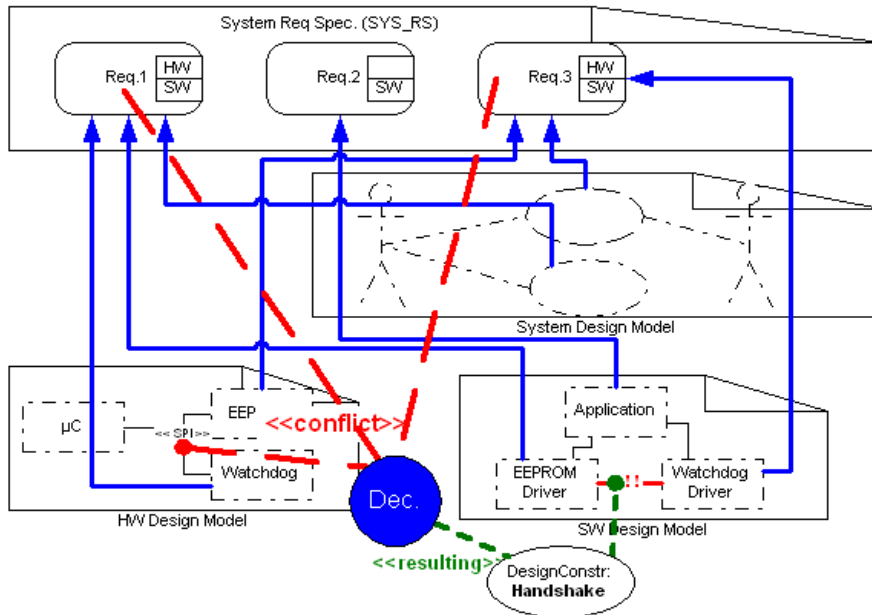 System Req Spec. (SYS_RS)
Req.1
HW
SW
Req.2
SW
Req.3
HW
SW
System Design Model
µC
<< SPI>>
EEP
<<conflict>>
Watchdog
HW Design Model
Dec.
Application
EEPROM
Driver
!!
Watchdog
Driver
SW Design Model
<<resulting>>
DesignConstr:
Handshake